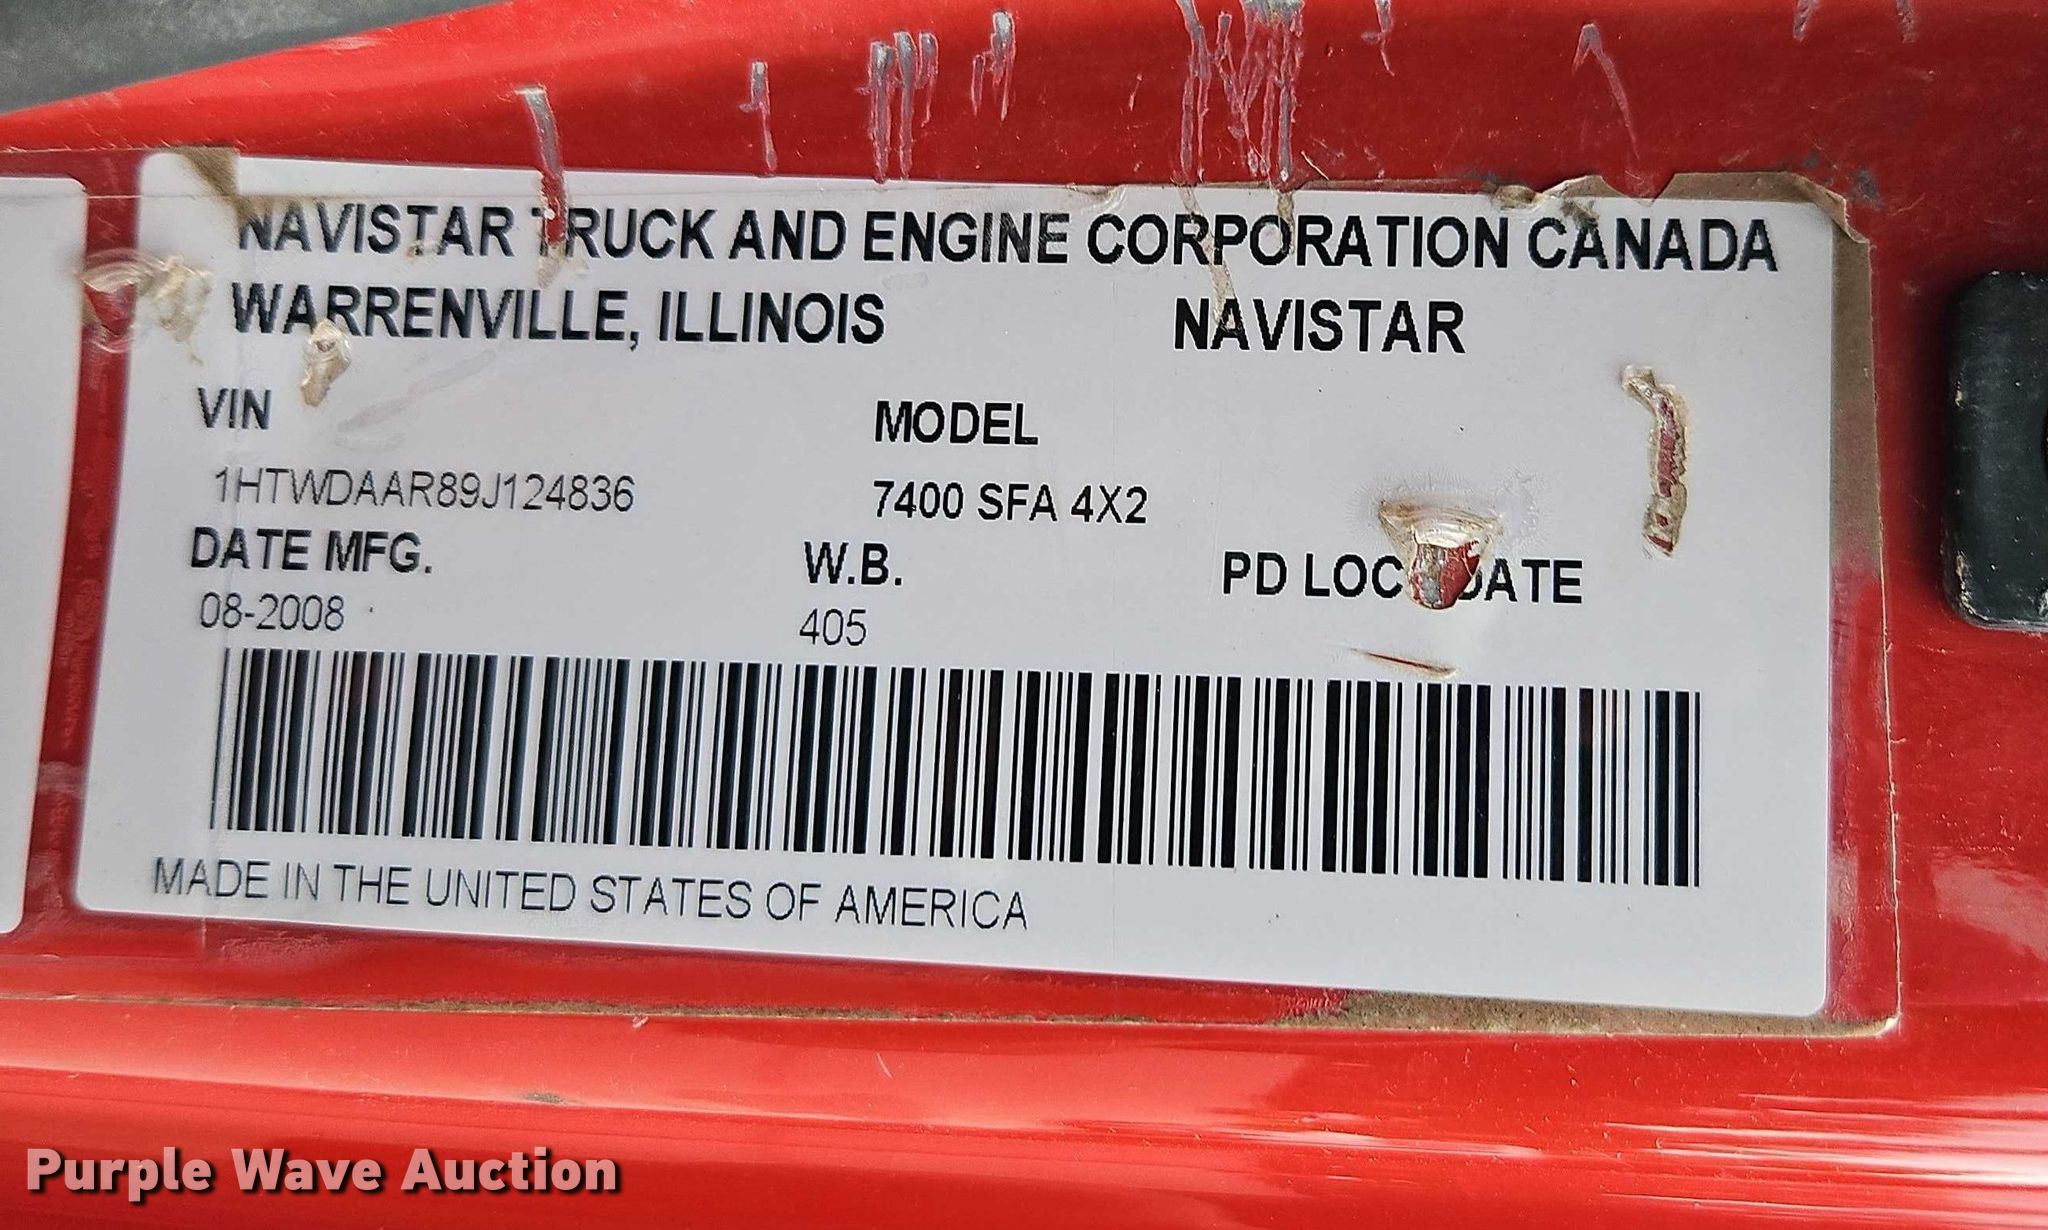 NAVISTAR TRUCK AND ENGINE CORPORATION CANADA
WARRENVILLE, ILLINOIS NAVISTAR
VIN MODEL
1HTWDAAR89J124836 7400 SFA 4X2
DATE MFG. W.B. PD LOC DATE
08-2008 405
MADE IN THE UNITED STATES OF AMERICA
Purple Wave Auction